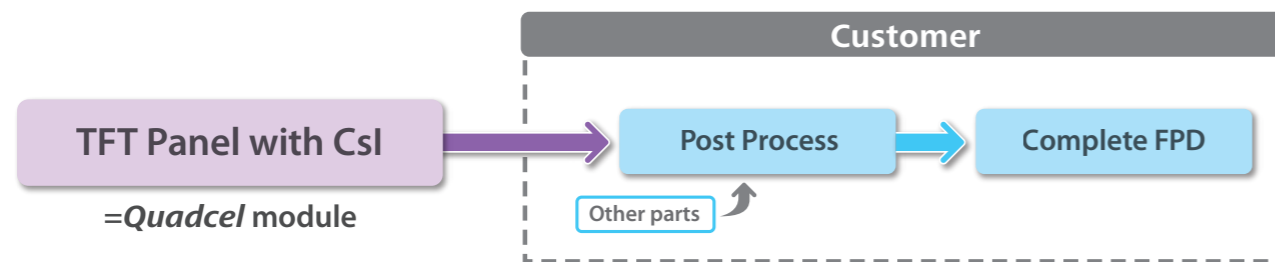 Customer
TFT Panel with CsI
Post Process
Complete FPD
=Quadcel module
Other parts